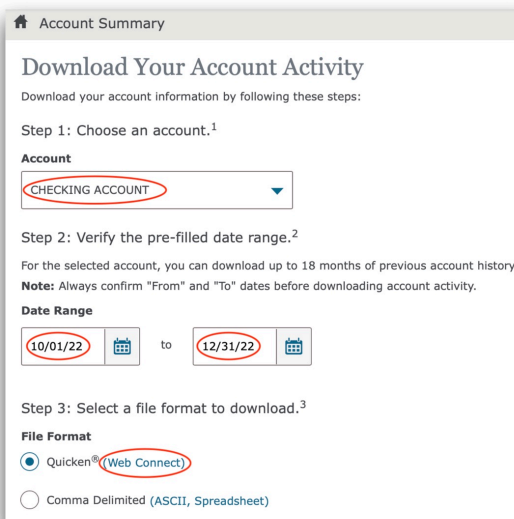 Account Summary
Download Your Account Activity
Download your account information by following these steps:
Step 1: Choose an account.1
Account
CHECKING ACCOUNT
Step 2: Verify the pre-filled date range.2
For the selected account, you can download up to 18 months of previous account history
Note: Always confirm "From" and "To" dates before downloading account activity.
Date Range
10/01/22 to 12/31/22
Step 3: Select a file format to download.3
File Format
Quicken® (Web Connect)
Comma Delimited (ASCII, Spreadsheet)